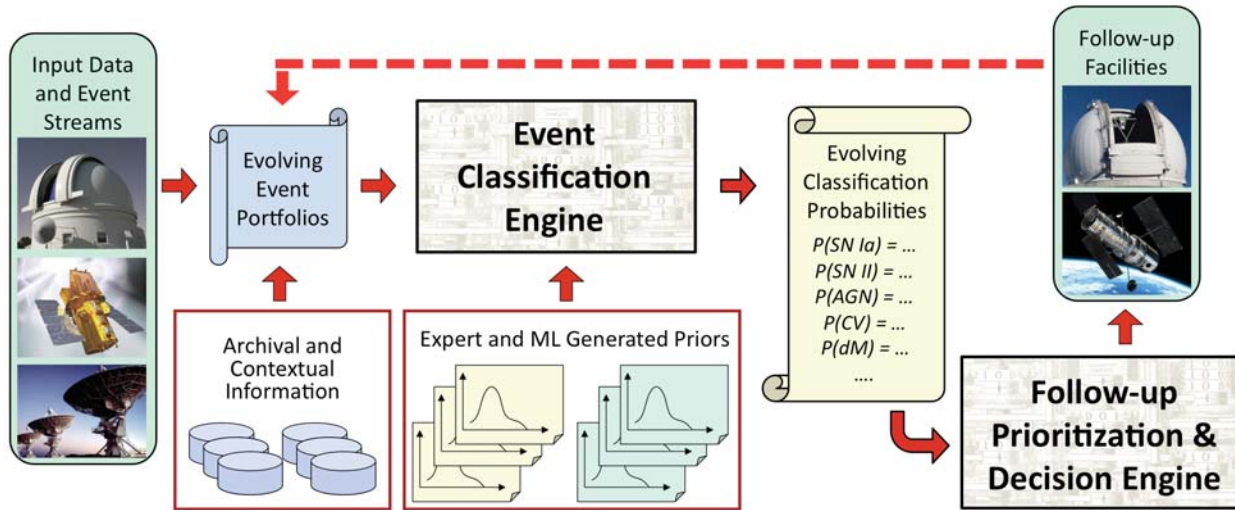 Input Data
and Event
Streams
Evolving
Event
Portfolios
Event
Classification
Engine
Evolving
Classification
Probabilities
P(SN Ia) = ...
P(SN II) = ...
P(AGN) = ...
P(CV) = ...
P(dM) = ...
....
Follow-up
Facilities
Archival and
Contextual
Information
Expert and ML Generated Priors
Follow-up
Prioritization &
Decision Engine